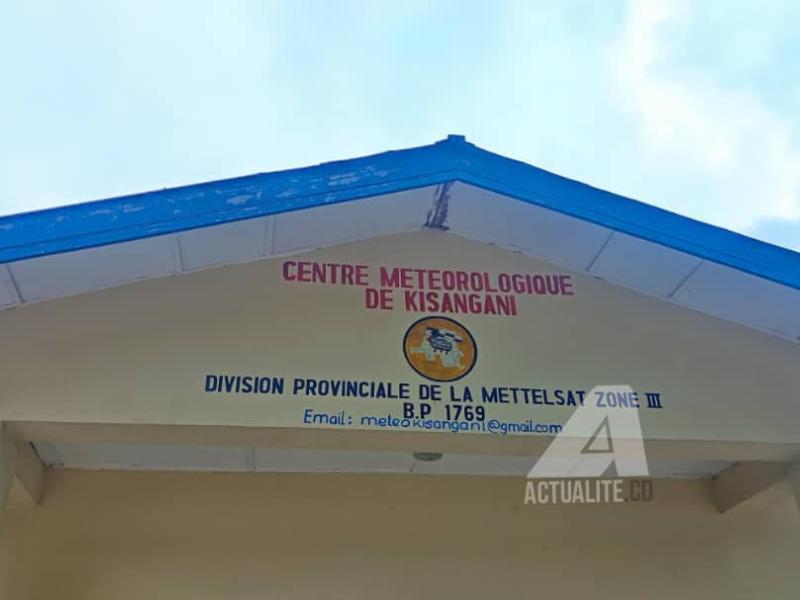 CENTRE METEOROLOGIQUE
DE KISANGANI
DIVISION PROVINCIALE DE LA METTELSAT ZONE III
B.P 1769
Email: meteokisangani@gmail.com
ACTUALITE.CD